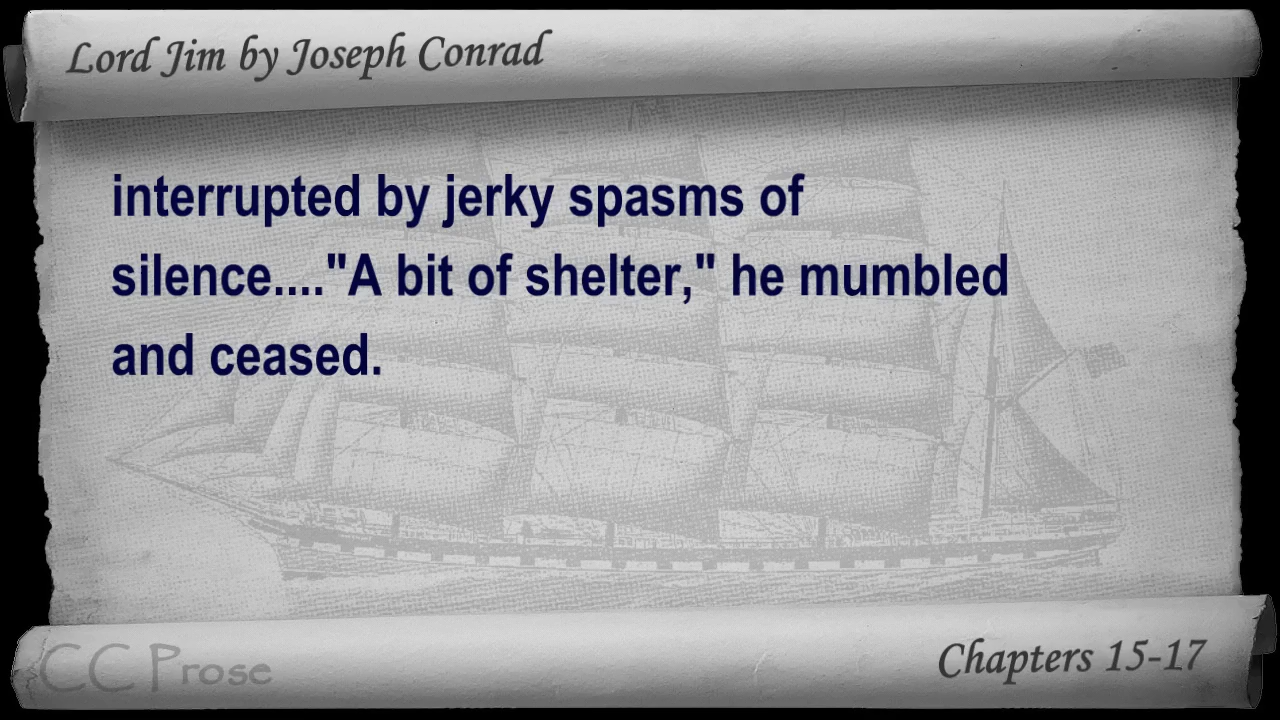 Lord Jim by Joseph Conrad
interrupted by jerky spasms of
silence...."A bit of shelter," he mumbled
and ceased.
CC Prose
Chapters 15-17